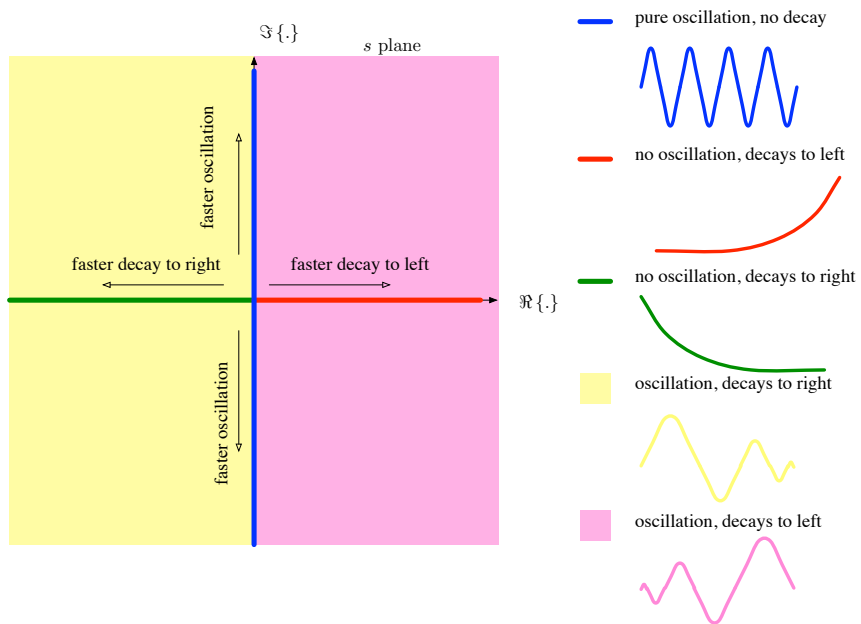 ℑ{.}
s plane
faster oscillation
faster decay to right
faster decay to left
ℜ{.}
faster oscillation
pure oscillation, no decay
no oscillation, decays to left
no oscillation, decays to right
oscillation, decays to right
oscillation, decays to left